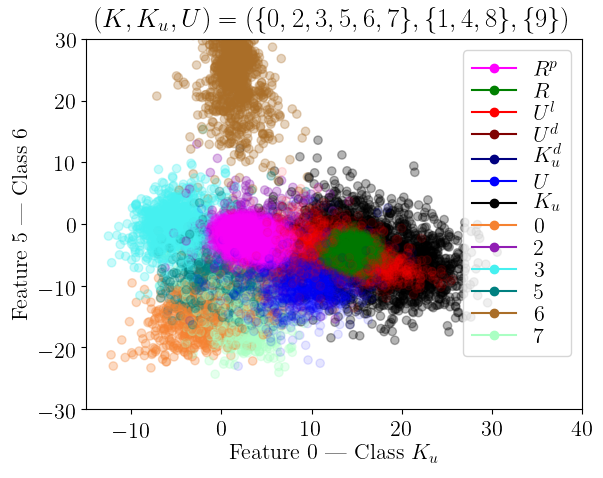 (K, K_u, U) = ({0, 2, 3, 5, 6, 7}, {1, 4, 8}, {9})
30
20
10
0
−10
−20
−30
Feature 5 — Class 6
−10
0
10
20
30
40
Feature 0 — Class K_u
R^p
R
U^l
U^d
K_u^d
U
K_u
0
2
3
5
6
7